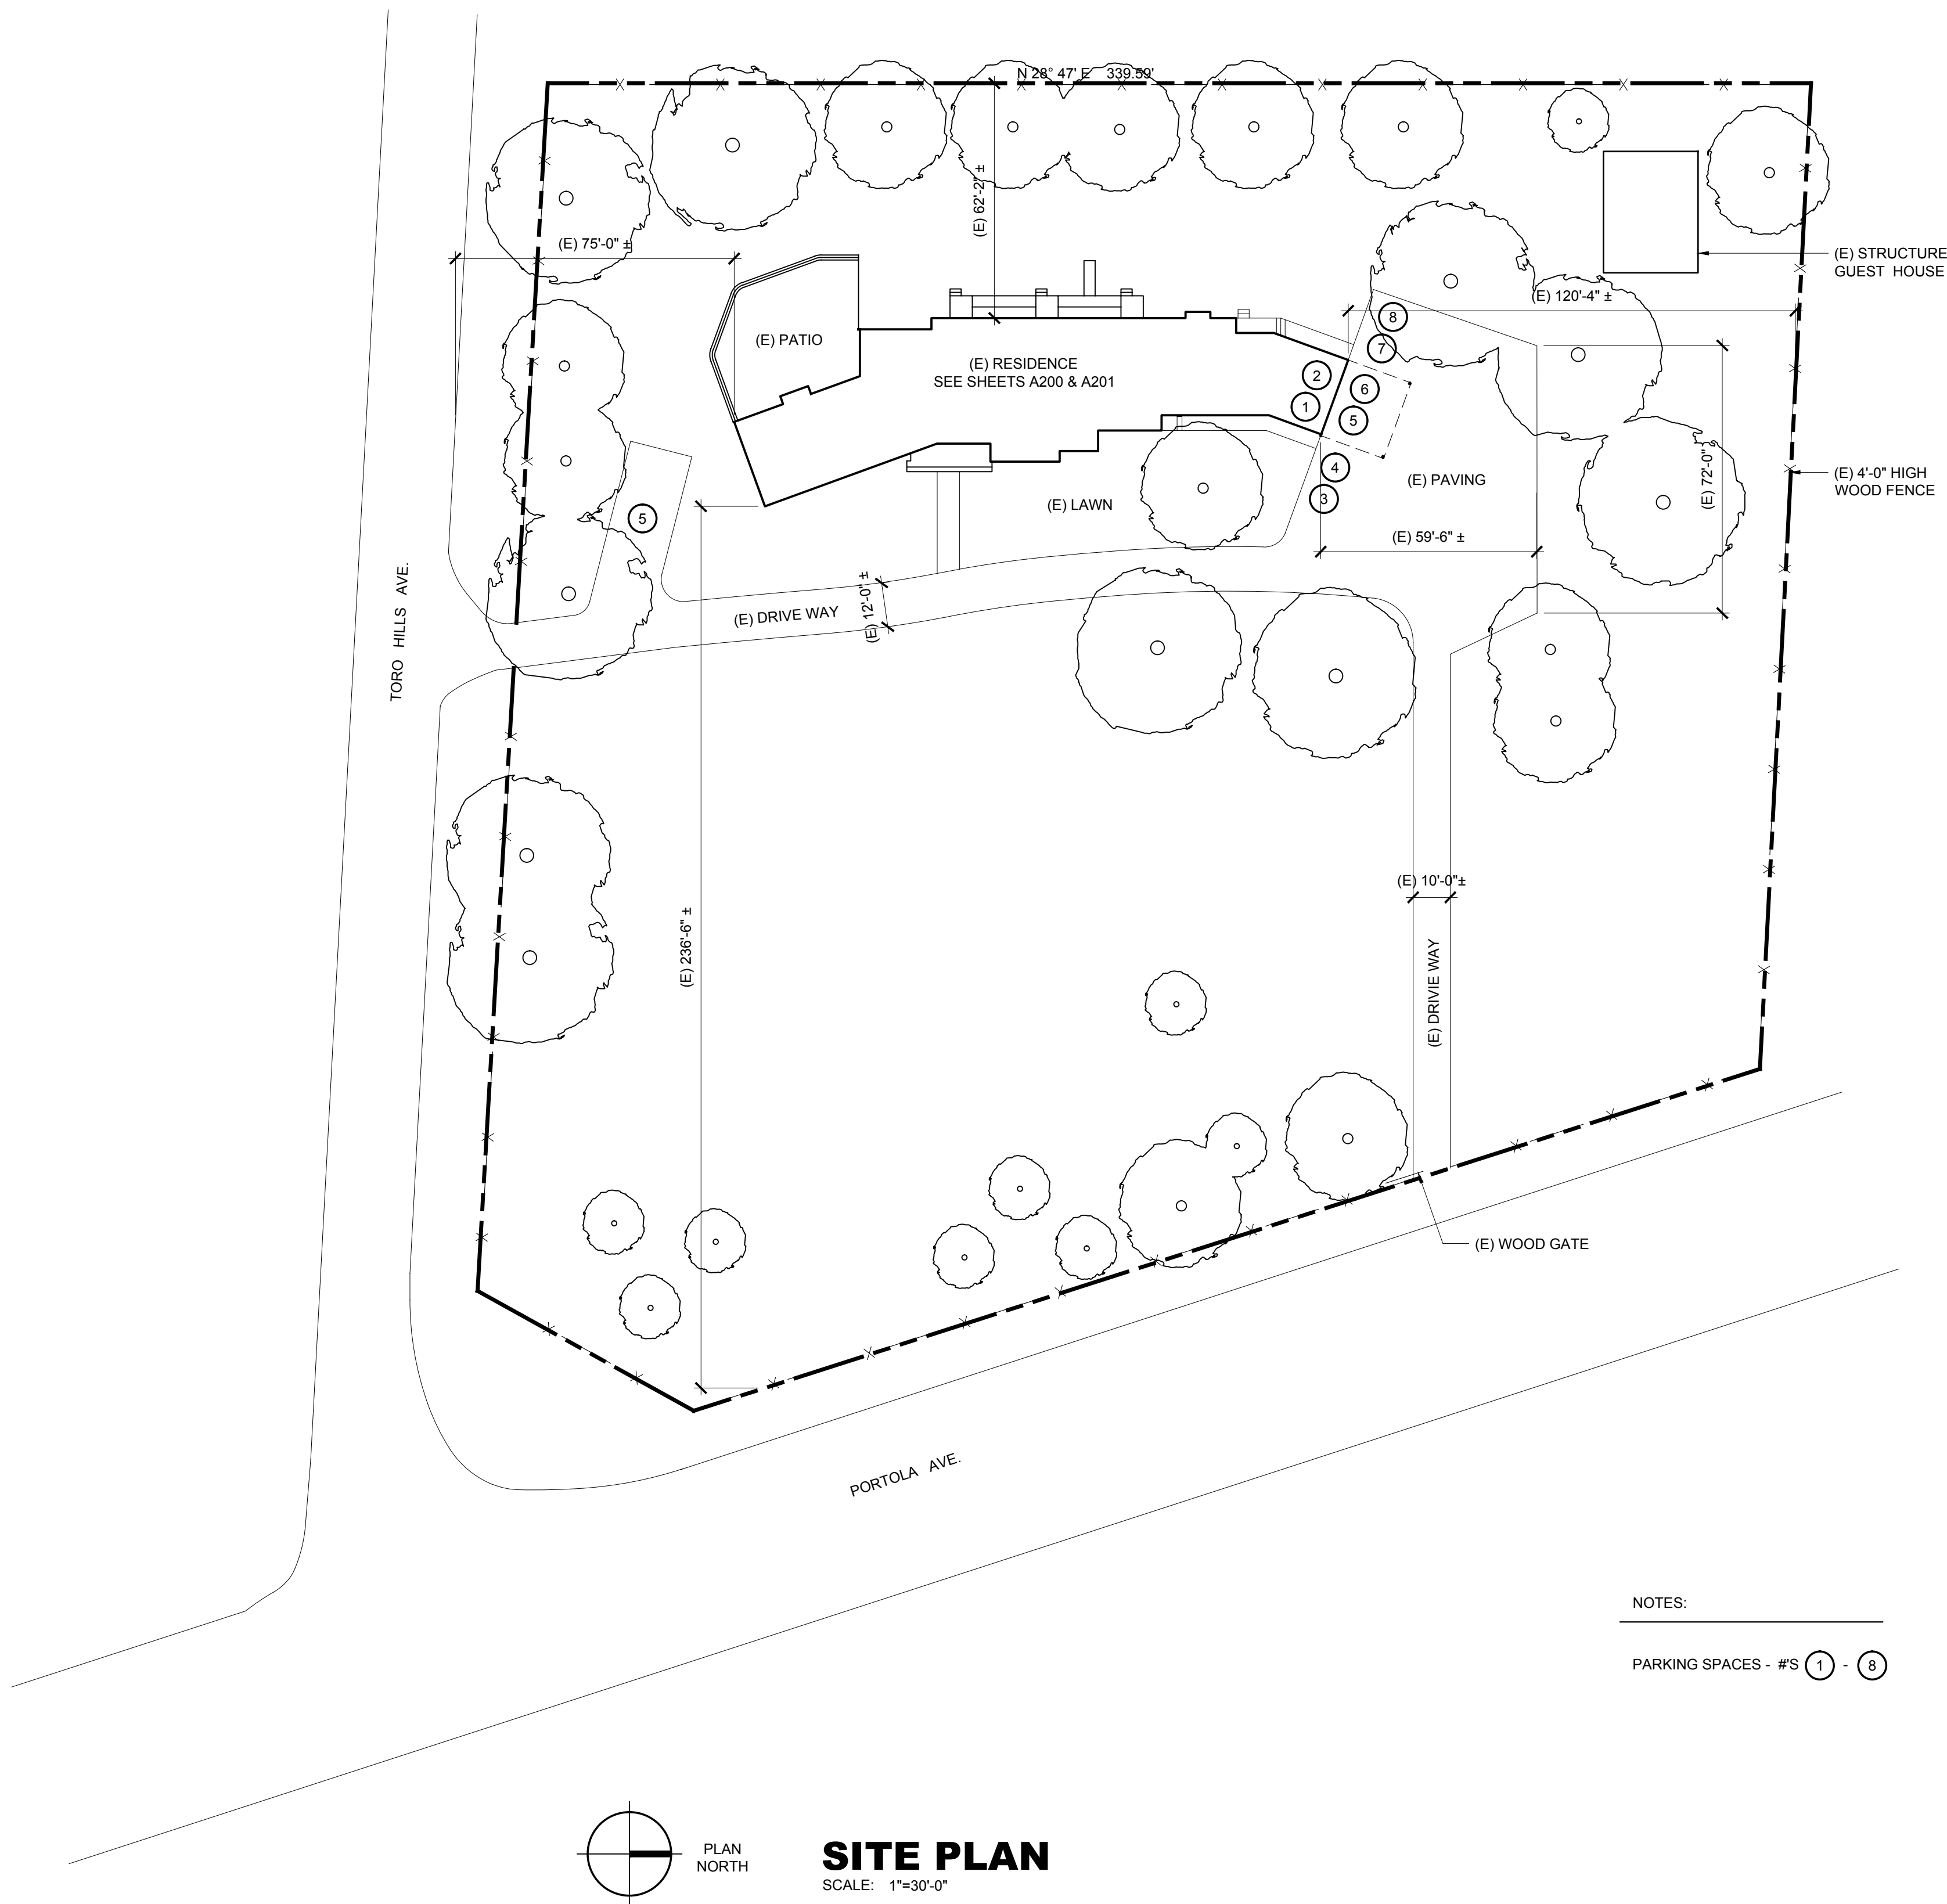 N 28° 47' E 339.59'
(E) 62'-2" ±
(E) 75'-0" ±
(E) STRUCTURE
GUEST HOUSE
(E) 120'-4" ±
8
7
(E) PATIO
(E) RESIDENCE
SEE SHEETS A200 & A201
2
1
6
5
4
3
(E) PAVING
(E) 72'-0" ±
(E) 4'-0" HIGH
WOOD FENCE
(E) LAWN
5
(E) 59'-6" ±
TORO HILLS AVE.
(E) DRIVE WAY
(E) 12'-0" ±
(E) 10'-0"±
(E) 236'-6" ±
(E) DRIVIE WAY
(E) WOOD GATE
PORTOLA AVE.
NOTES:
PARKING SPACES - #'S 1 - 8
PLAN
NORTH
SITE PLAN
SCALE: 1"=30'-0"